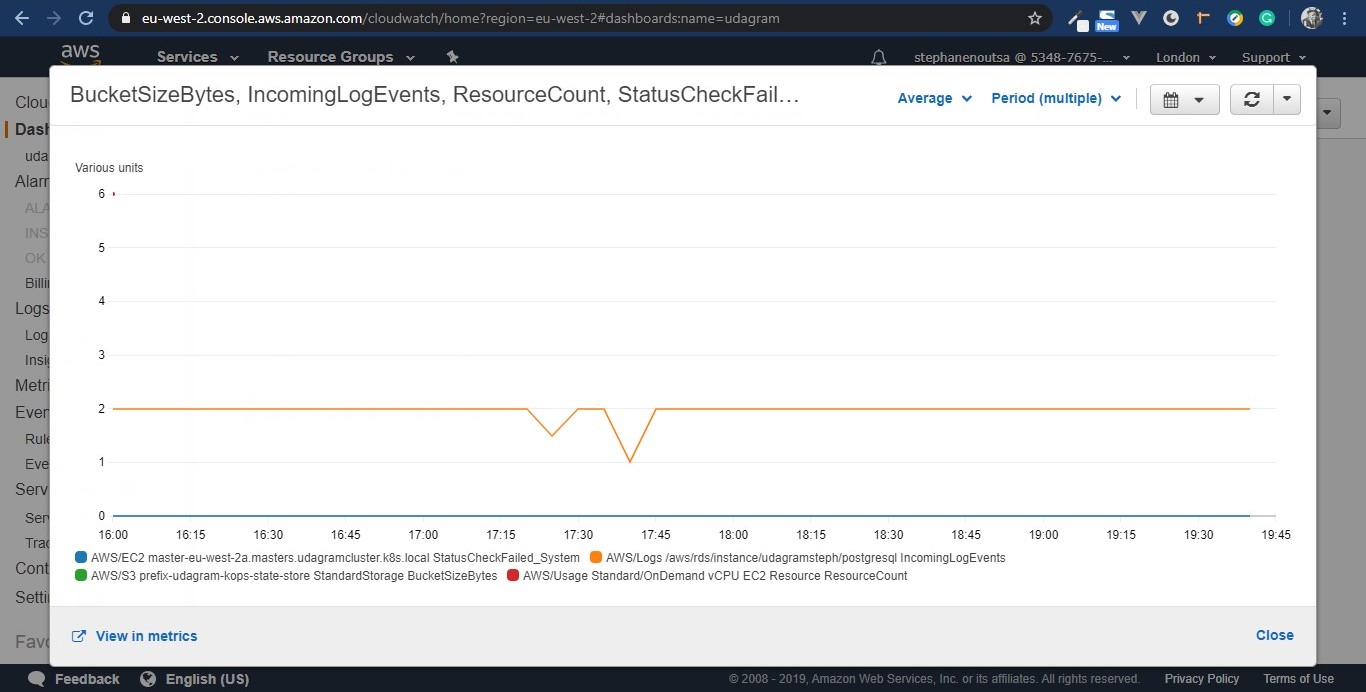 eu-west-2.console.aws.amazon.com/cloudwatch/home?region=eu-west-2#dashboards:name=udagram
New
aws Services Resource Groups stephanenoutsa @ 5348-7675-... London Support
BucketSizeBytes, IncomingLogEvents, ResourceCount, StatusCheckFail...
Average Period (multiple)
Clou
Dash
uda
Alarr
ALA
INS
OK
Billi
Logs
Log
Insi
Metri
Ever
Rule
Eve
Serv
Ser
Trac
Cont
Setti
Favo
Various units
6
5
4
3
2
1
0
16:00 16:15 16:30 16:45 17:00 17:15 17:30 17:45 18:00 18:15 18:30 18:45 19:00 19:15 19:30 19:45
AWS/EC2 master-eu-west-2a.masters.udagramcluster.k8s.local StatusCheckFailed_System AWS/Logs /aws/rds/instance/udagramsteph/postgresql IncomingLogEvents
AWS/S3 prefix-udagram-kops-state-store StandardStorage BucketSizeBytes AWS/Usage Standard/OnDemand vCPU EC2 Resource ResourceCount
View in metrics Close
Feedback English (US) © 2008 - 2019, Amazon Web Services, Inc. or its affiliates. All rights reserved. Privacy Policy Terms of Use